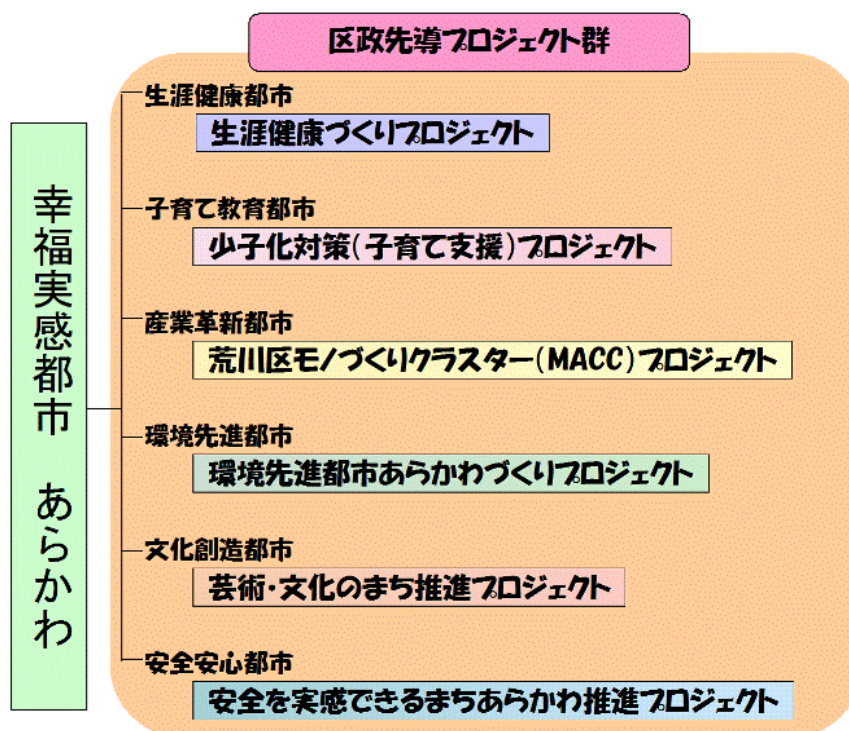 区政先導プロジェクト群
幸福実感都市 あらかわ
生涯健康都市
生涯健康づくりプロジェクト
子育て教育都市
少子化対策(子育て支援)プロジェクト
産業革新都市
荒川区モノづくりクラスター(MACC)プロジェクト
環境先進都市
環境先進都市あらかわづくりプロジェクト
文化創造都市
芸術・文化のまち推進プロジェクト
安全安心都市
安全を実感できるまちあらかわ推進プロジェクト